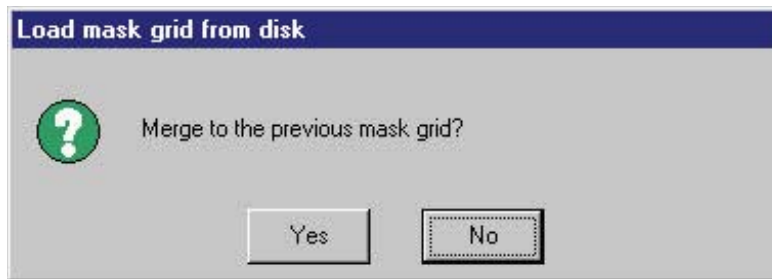 Load mask grid from disk
Merge to the previous mask grid?
Yes No